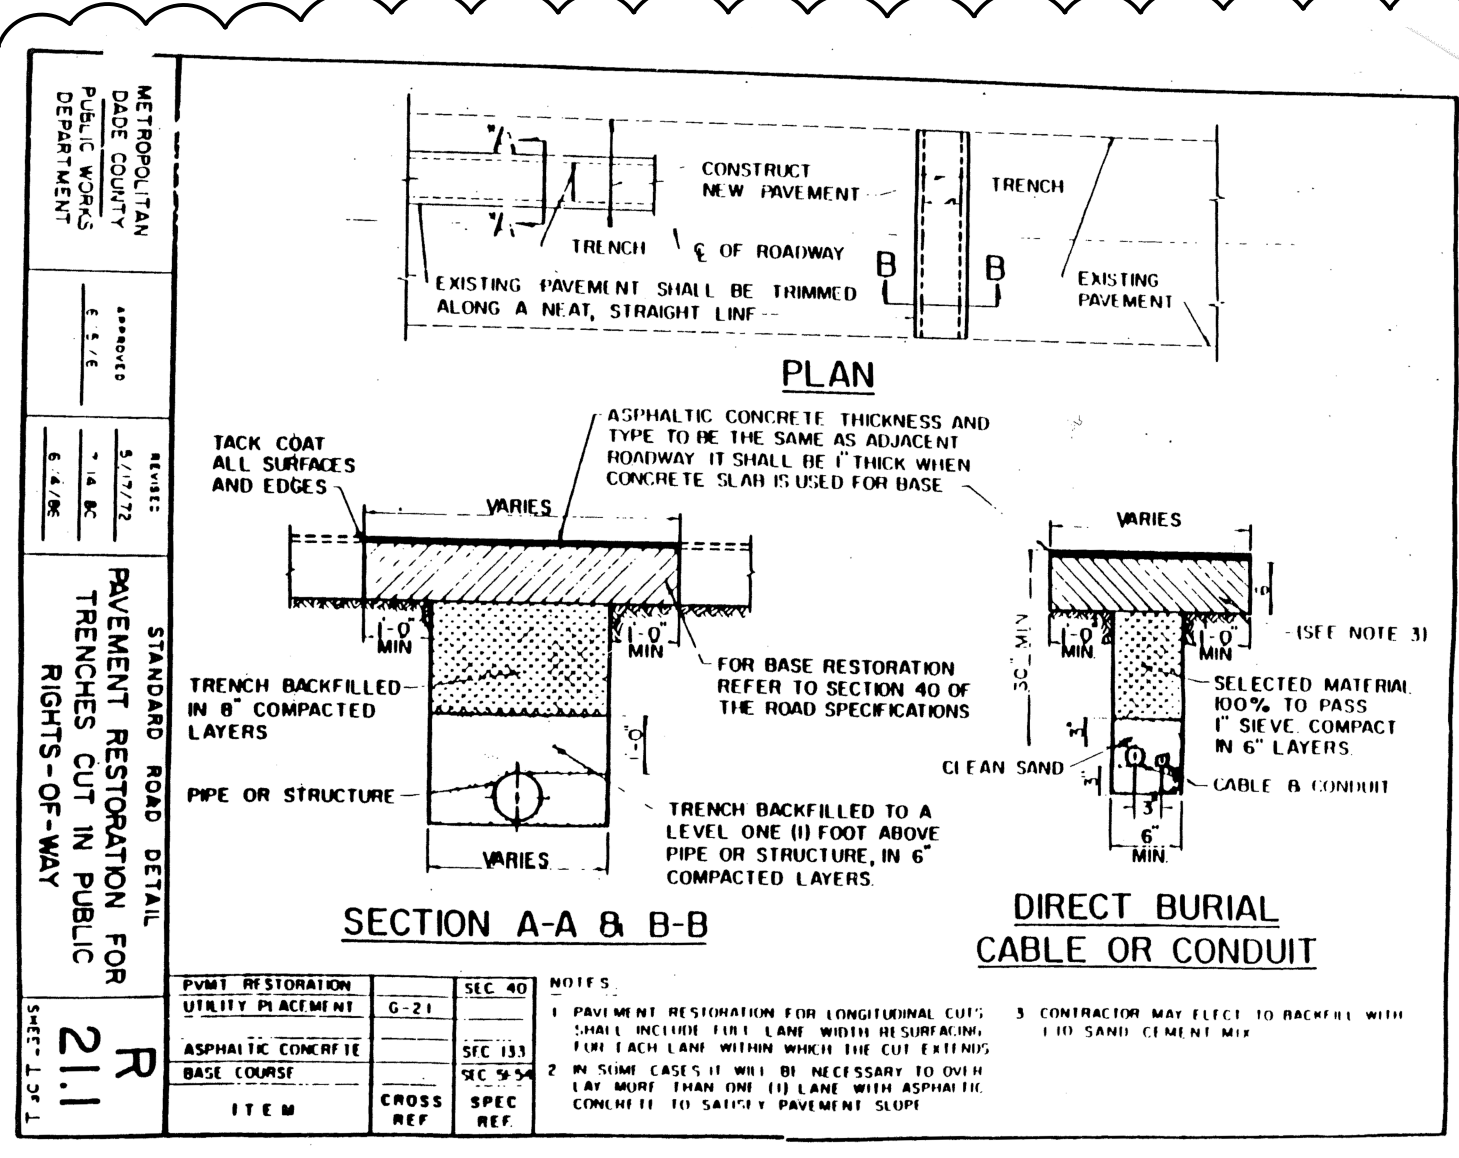 METROPOLITAN
DADE COUNTY
PUBLIC WORKS
DEPARTMENT
APPROVED
REVISED
5/17/72
STANDARD ROAD DETAIL
PAVEMENT RESTORATION FOR
TRENCHES CUT IN PUBLIC
RIGHTS-OF-WAY
R
21.1
SHEET 1 OF 1
CONSTRUCT
NEW PAVEMENT
TRENCH
TRENCH
℄ OF ROADWAY
B B
EXISTING
PAVEMENT
EXISTING PAVEMENT SHALL BE TRIMMED
ALONG A NEAT, STRAIGHT LINE
PLAN
ASPHALTIC CONCRETE THICKNESS AND
TYPE TO BE THE SAME AS ADJACENT
ROADWAY IT SHALL BE 1" THICK WHEN
CONCRETE SLAB IS USED FOR BASE
TACK COAT
ALL SURFACES
AND EDGES
VARIES
1'-0"
MIN
1'-0"
MIN
FOR BASE RESTORATION
REFER TO SECTION 40 OF
THE ROAD SPECIFICATIONS
TRENCH BACKFILLED
IN 8" COMPACTED
LAYERS
1'-0"
PIPE OR STRUCTURE
TRENCH BACKFILLED TO A
LEVEL ONE (1) FOOT ABOVE
PIPE OR STRUCTURE, IN 6"
COMPACTED LAYERS.
VARIES
SECTION A-A & B-B
VARIES
30" MIN
1'-0"
MIN.
1'-0"
MIN
(SEE NOTE 3)
SELECTED MATERIAL
100% TO PASS
1" SIEVE. COMPACT
IN 6" LAYERS.
3"
CLEAN SAND
3"
CABLE & CONDUIT
3"
6"
MIN.
DIRECT BURIAL
CABLE OR CONDUIT
PVMT RESTORATION SEC 40
UTILITY PLACEMENT G-21
ASPHALTIC CONCRETE SEC 133
BASE COURSE SEC
ITEM CROSS REF SPEC REF.
NOTES
1 PAVEMENT RESTORATION FOR LONGITUDINAL CUTS
SHALL INCLUDE FULL LANE WIDTH RESURFACING
FOR EACH LANE WITHIN WHICH THE CUT EXTENDS
2 IN SOME CASES IT WILL BE NECESSARY TO OVER
LAY MORE THAN ONE (1) LANE WITH ASPHALTIC
CONCRETE TO SATISFY PAVEMENT SLOPE
3 CONTRACTOR MAY ELECT TO BACKFILL WITH
1 10 SAND CEMENT MIX